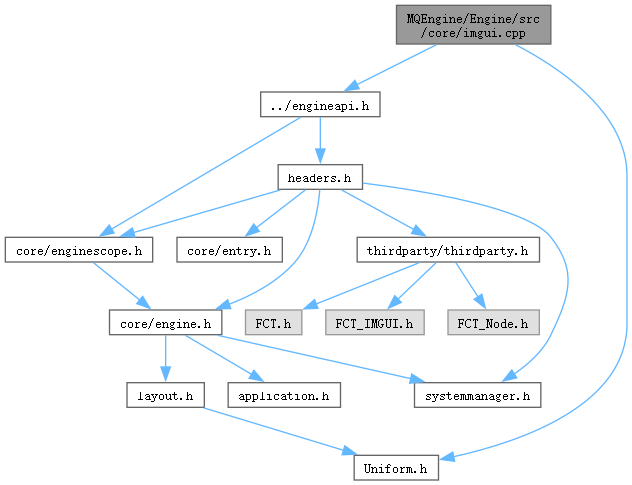 MQEngine/Engine/src
/core/imgui.cpp
../engineapi.h
headers.h
core/enginescope.h
core/entry.h
thirdparty/thirdparty.h
core/engine.h
FCT.h
FCT_IMGUI.h
FCT_Node.h
layout.h
application.h
systemmanager.h
Uniform.h